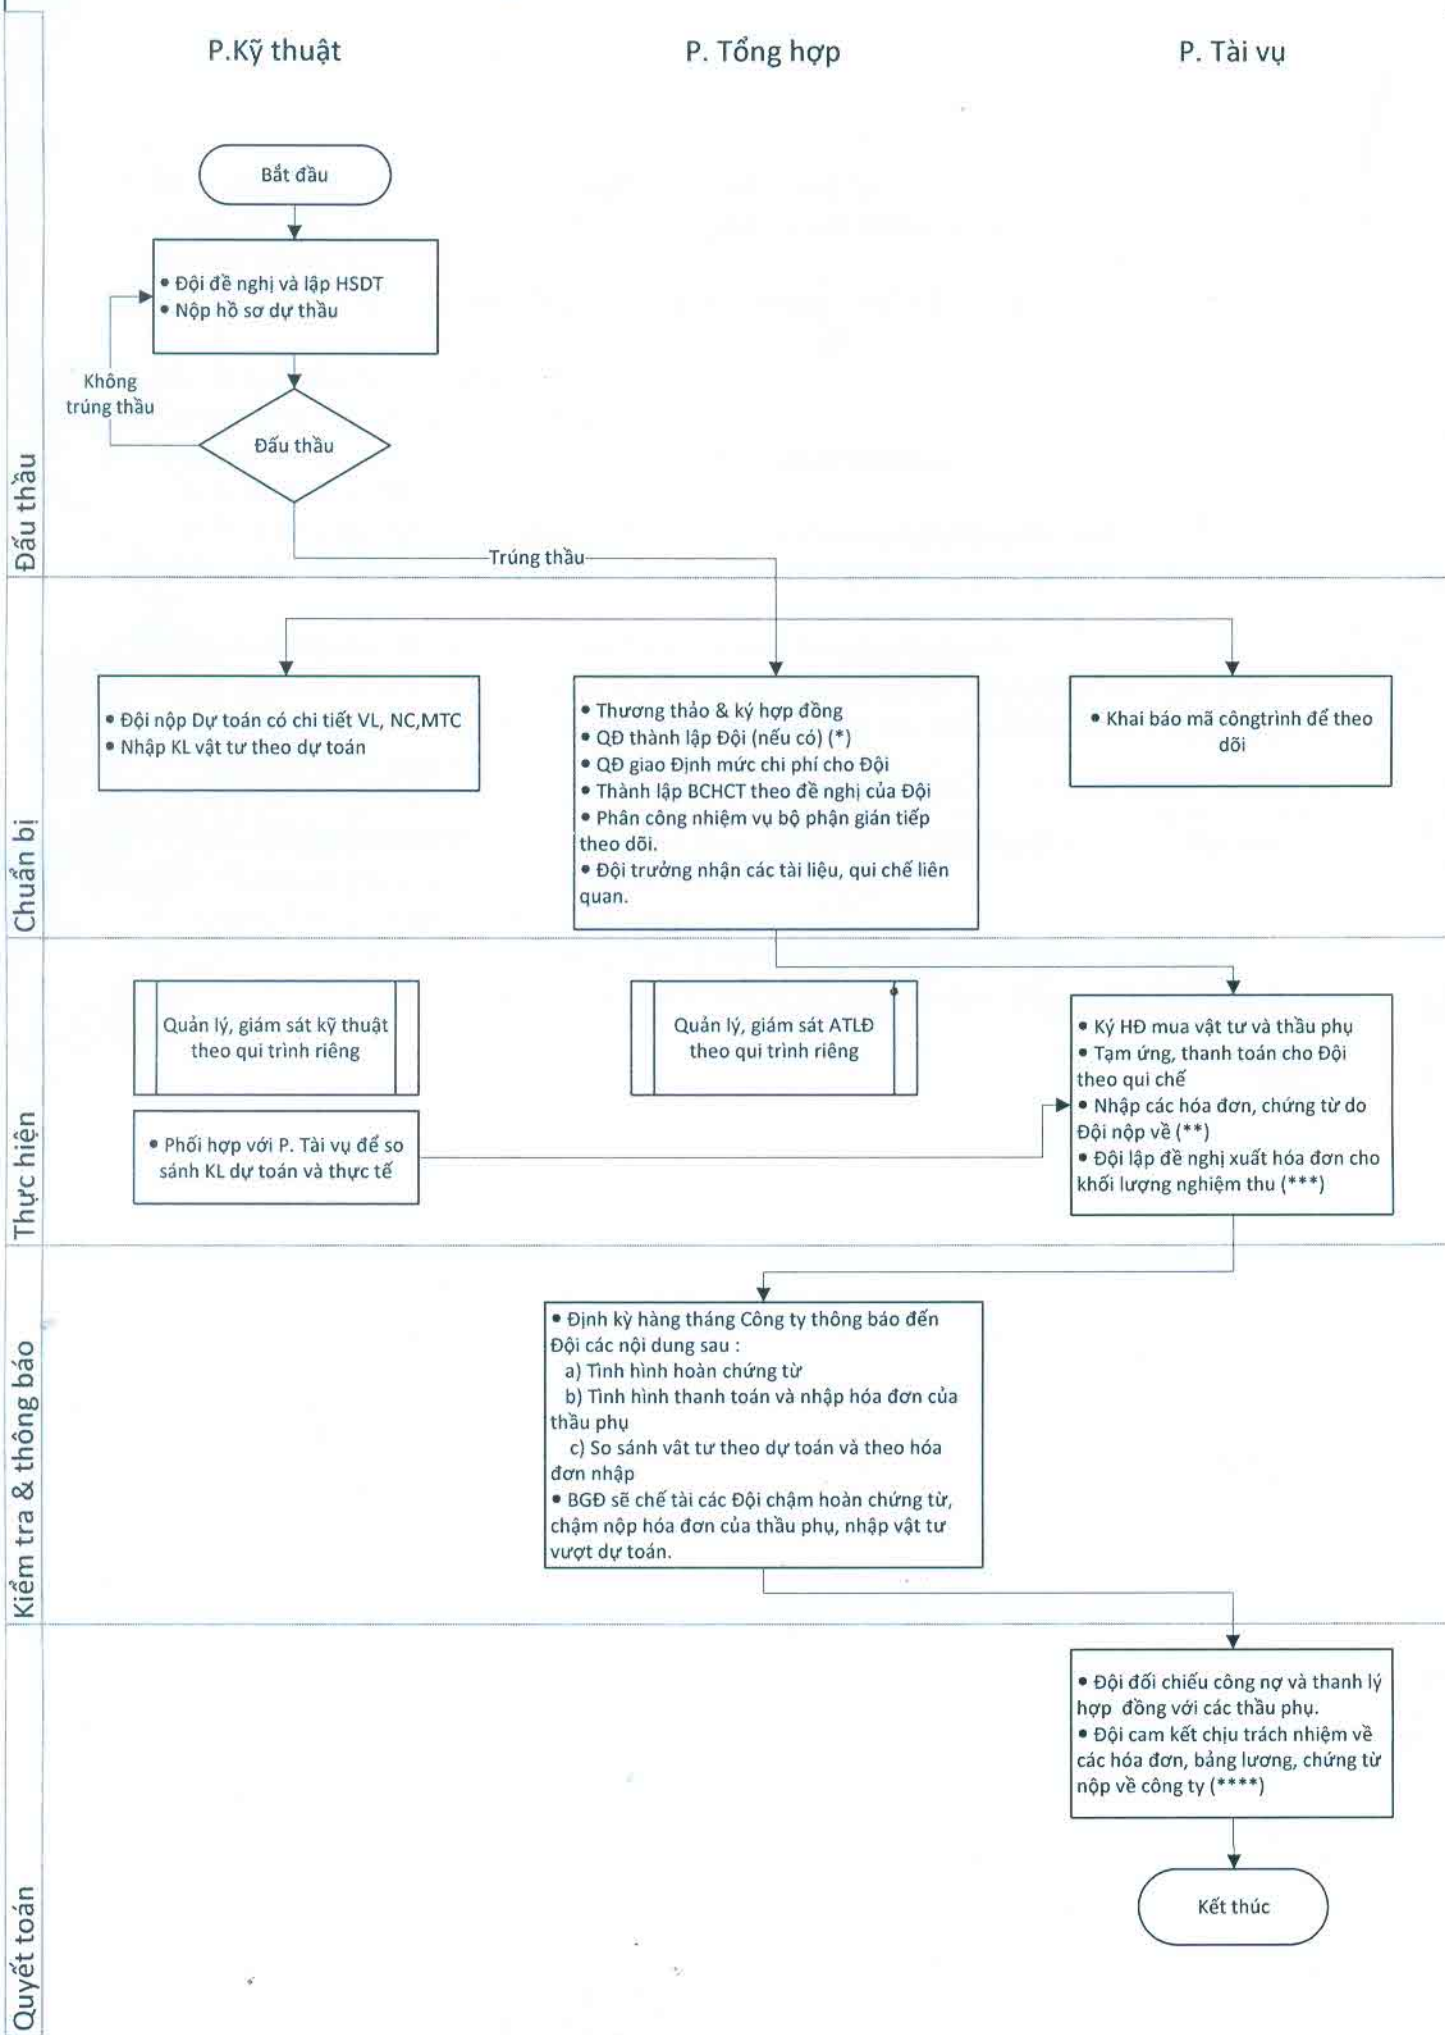 P.Kỹ thuật
P. Tổng hợp
P. Tài vụ
Đấu thầu
Bắt đầu
• Đội đề nghị và lập HSDT
• Nộp hồ sơ dự thầu
Không
trúng thầu
Đấu thầu
Trúng thầu
Chuẩn bị
• Đội nộp Dự toán có chi tiết VL, NC,MTC
• Nhập KL vật tư theo dự toán
• Thương thảo & ký hợp đồng
• QĐ thành lập Đội (nếu có) (*)
• QĐ giao Định mức chi phí cho Đội
• Thành lập BCHCT theo đề nghị của Đội
• Phân công nhiệm vụ bộ phận gián tiếp
theo dõi.
• Đội trưởng nhận các tài liệu, qui chế liên
quan.
• Khai báo mã côngtrình để theo
dõi
Thực hiện
Quản lý, giám sát kỹ thuật
theo qui trình riêng
Quản lý, giám sát ATLĐ
theo qui trình riêng
• Phối hợp với P. Tài vụ để so
sánh KL dự toán và thực tế
• Ký HĐ mua vật tư và thầu phụ
• Tạm ứng, thanh toán cho Đội
theo qui chế
• Nhập các hóa đơn, chứng từ do
Đội nộp về (**)
• Đội lập đề nghị xuất hóa đơn cho
khối lượng nghiệm thu (***)
Kiểm tra & thông báo
• Định kỳ hàng tháng Công ty thông báo đến
Đội các nội dung sau :
a) Tình hình hoàn chứng từ
b) Tình hình thanh toán và nhập hóa đơn của
thầu phụ
c) So sánh vât tư theo dự toán và theo hóa
đơn nhập
• BGĐ sẽ chế tài các Đội chậm hoàn chứng từ,
chậm nộp hóa đơn của thầu phụ, nhập vật tư
vượt dự toán.
Quyết toán
• Đội đối chiếu công nợ và thanh lý
hợp đồng với các thầu phụ.
• Đội cam kết chịu trách nhiệm về
các hóa đơn, bảng lương, chứng từ
nộp về công ty (****)
Kết thúc